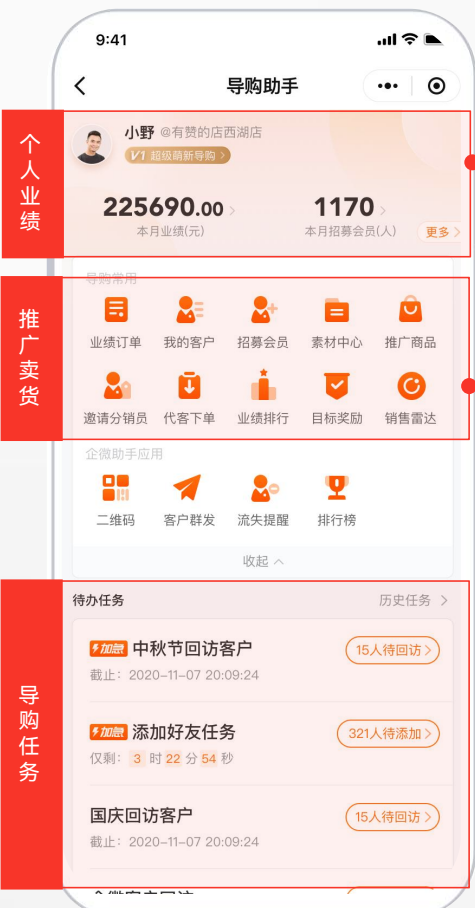 9:41
导购助手
个人业绩
小野 @有赞的店西湖店
V1 超级萌新导购 >
225690.00 >
1170 >
本月业绩(元)
本月招募会员(人)
更多 >
推广卖货
导购常用
业绩订单 我的客户 招募会员 素材中心 推广商品
邀请分销员 代客下单 业绩排行 目标奖励 销售雷达
企微助手应用
二维码 客户群发 流失提醒 排行榜
收起
导购任务
待办任务
历史任务 >
加急 中秋节回访客户
15人待回访 >
截止: 2020-11-07 20:09:24
加急 添加好友任务
321人待添加 >
仅剩: 3 时 22 分 54 秒
国庆回访客户
15人待回访 >
截止: 2020-11-07 20:09:24